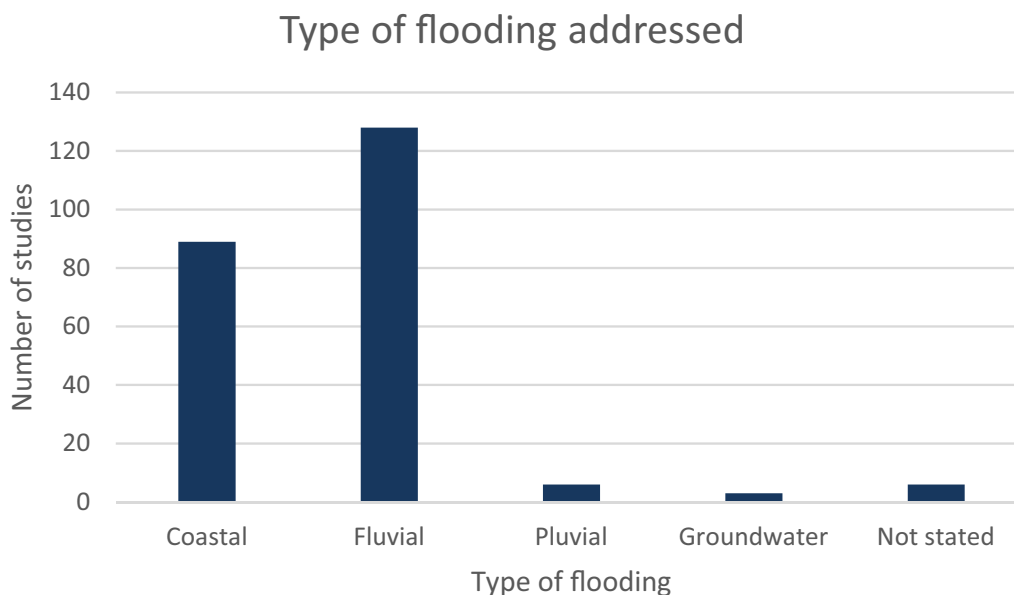 Type of flooding addressed
140
120
100
80
60
40
20
0
Number of studies
Coastal Fluvial Pluvial Groundwater Not stated
Type of flooding